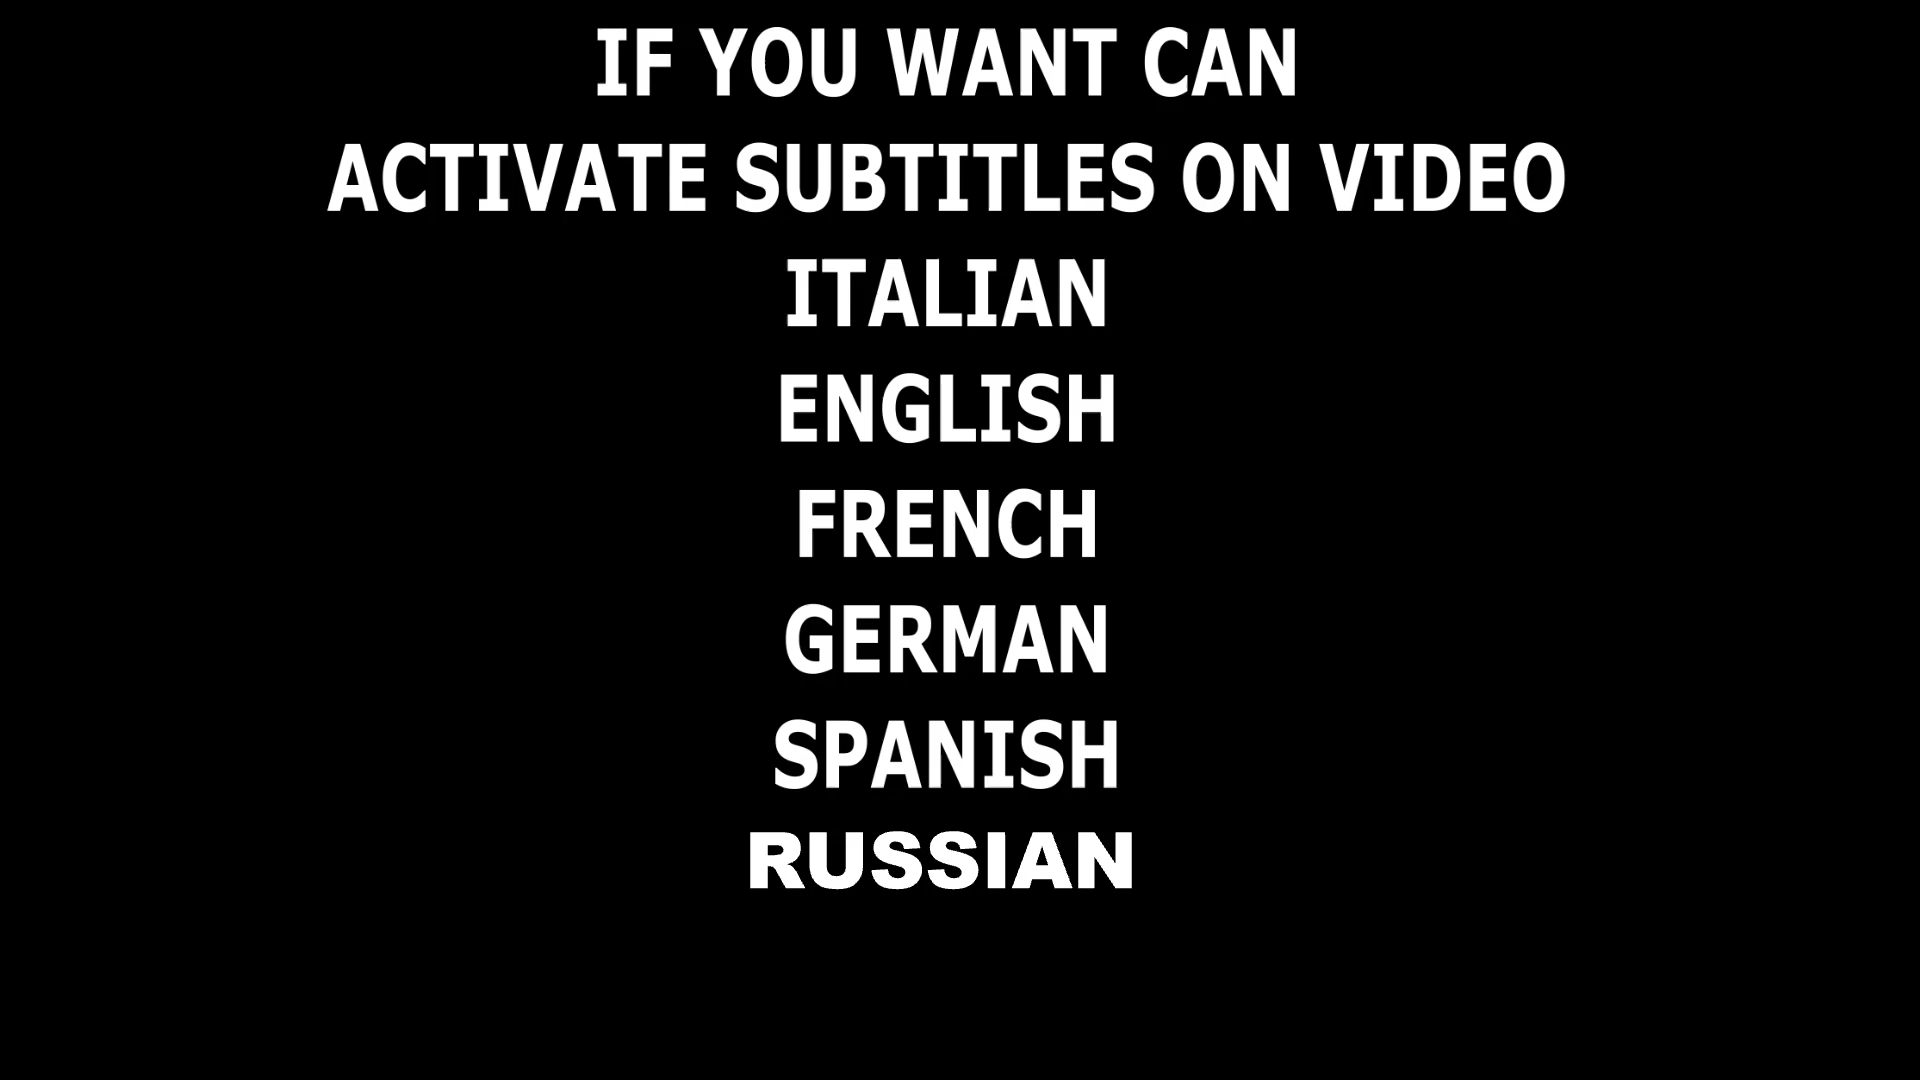 IF YOU WANT CAN
ACTIVATE SUBTITLES ON VIDEO
ITALIAN
ENGLISH
FRENCH
GERMAN
SPANISH
RUSSIAN